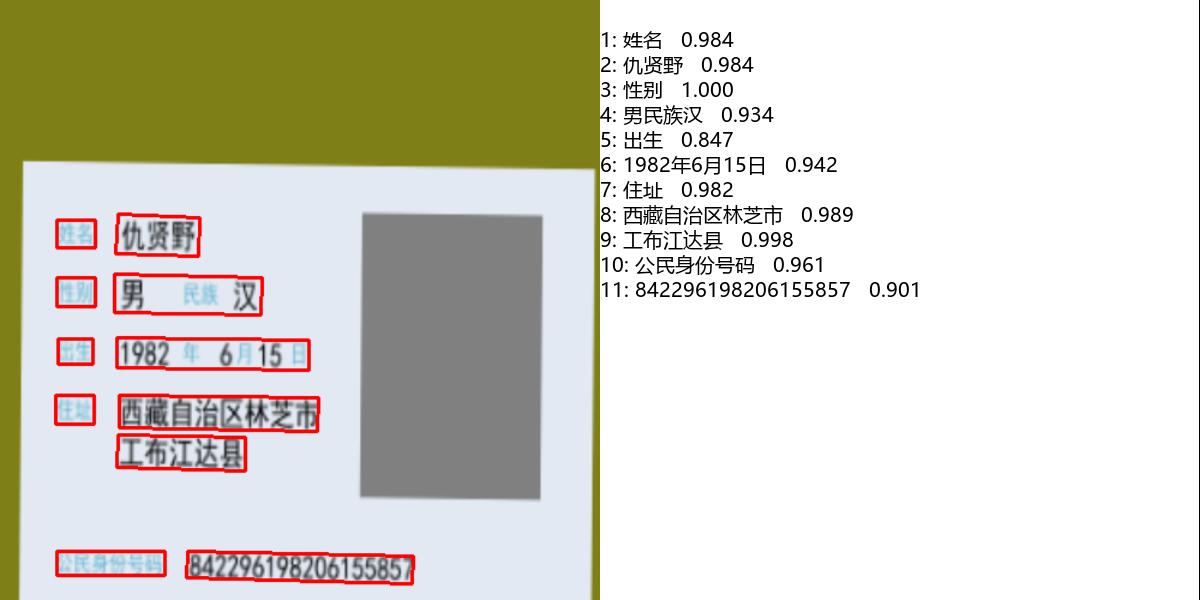 姓名 仇贤野
性别 男 民族 汉
出生 1982 年 6 月 15 日
住址 西藏自治区林芝市
工布江达县
公民身份号码 842296198206155857
1: 姓名 0.984
2: 仇贤野 0.984
3: 性别 1.000
4: 男民族汉 0.934
5: 出生 0.847
6: 1982年6月15日 0.942
7: 住址 0.982
8: 西藏自治区林芝市 0.989
9: 工布江达县 0.998
10: 公民身份号码 0.961
11: 842296198206155857 0.901